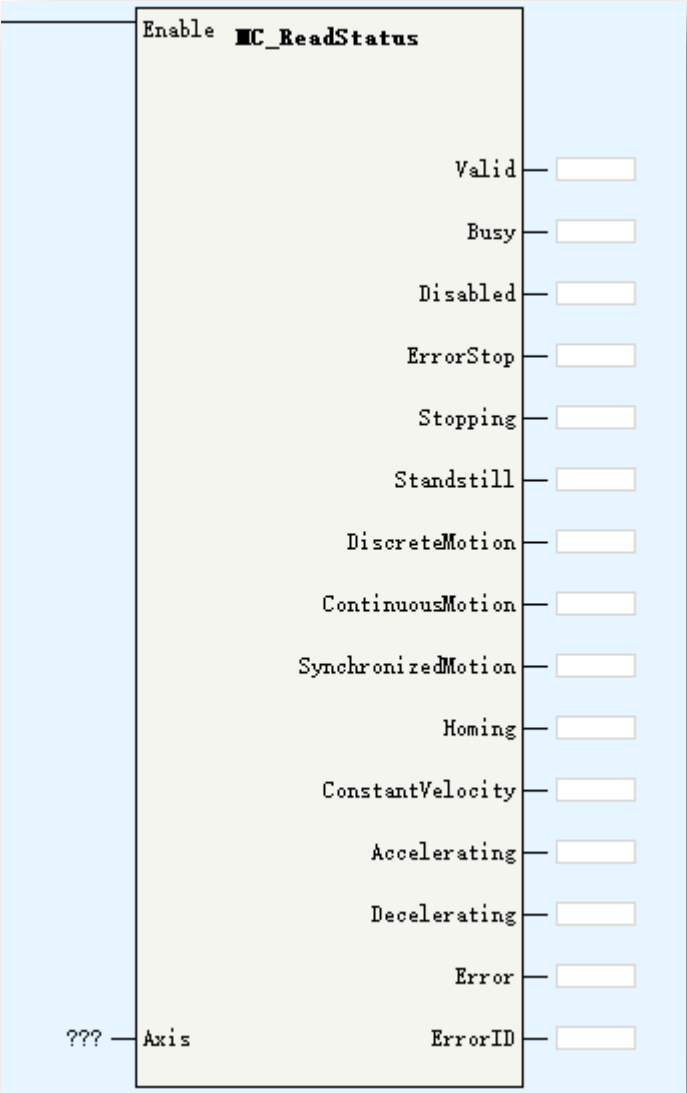 Enable MC_ReadStatus
Valid
Busy
Disabled
ErrorStop
Stopping
Standstill
DiscreteMotion
ContinuousMotion
SynchronizedMotion
Homing
ConstantVelocity
Accelerating
Decelerating
Error
??? Axis ErrorID